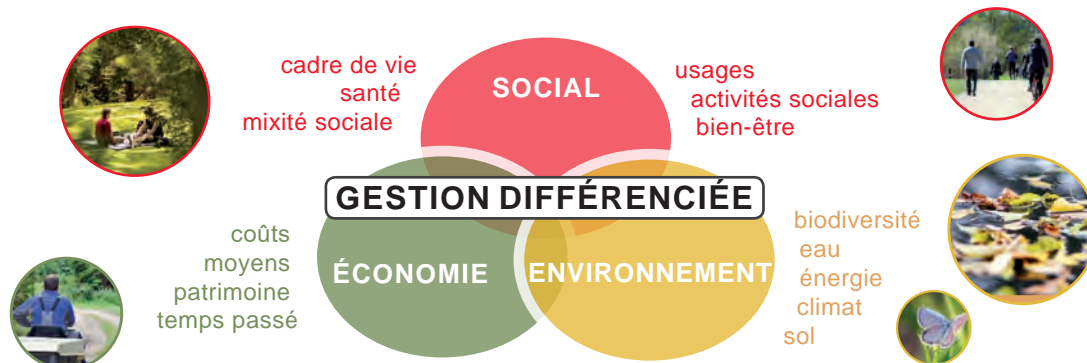 cadre de vie
santé
mixité sociale
SOCIAL
usages
activités sociales
bien-être
GESTION DIFFÉRENCIÉE
coûts
moyens
patrimoine
temps passé
ÉCONOMIE
ENVIRONNEMENT
biodiversité
eau
énergie
climat
sol